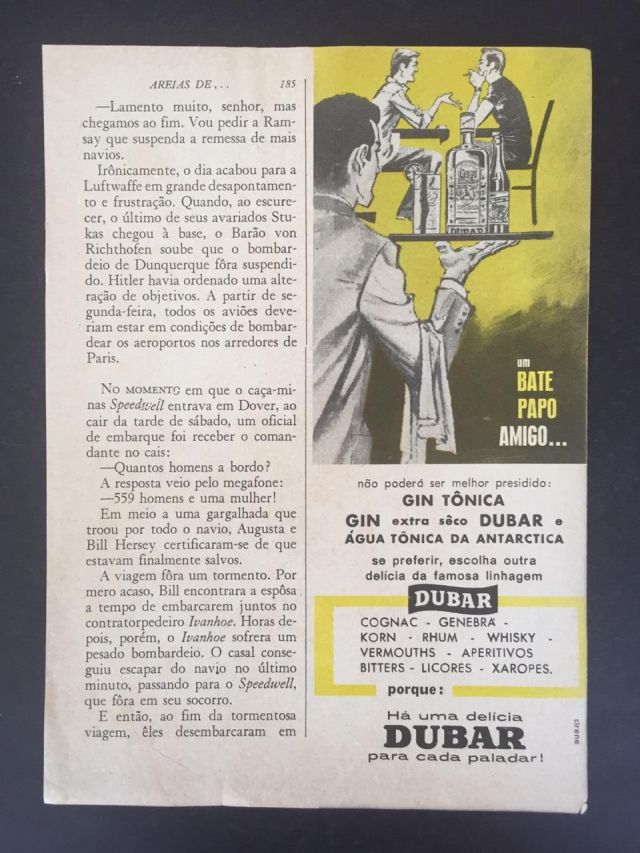 AREIAS DE... 185
—Lamento muito, senhor, mas
chegamos ao fim. Vou pedir a Ram-
say que suspenda a remessa de mais
navios.
Irônicamente, o dia acabou para a
Luftwaffe em grande desapontamen-
to e frustração. Quando, ao escure-
cer, o último de seus avariados Stu-
kas chegou à base, o Barão von
Richthofen soube que o bombar-
deio de Dunquerque fôra suspendi-
do. Hitler havia ordenado uma alte-
ração de objetivos. A partir de se-
gunda-feira, todos os aviões deve-
riam estar em condições de bombar-
dear os aeroportos nos arredores de
Paris.
NO MOMENTO em que o caça-mi-
nas Speedwell entrava em Dover, ao
cair da tarde de sábado, um oficial
de embarque foi receber o coman-
dante no cais:
—Quantos homens a bordo?
A resposta veio pelo megafone:
—559 homens e uma mulher!
Em meio a uma gargalhada que
troou por todo o navio, Augusta e
Bill Hersey certificaram-se de que
estavam finalmente salvos.
A viagem fôra um tormento. Por
mero acaso, Bill encontrara a espôsa
a tempo de embarcarem juntos no
contratorpedeiro Ivanhoe. Horas de-
pois, porém, o Ivanhoe sofrera um
pesado bombardeio. O casal conse-
guiu escapar do navio no último
minuto, passando para o Speedwell,
que fôra em seu socorro.
E então, ao fim da tormentosa
viagem, êles desembarcaram em
DUBAR
um
BATE
PAPO
AMIGO...
não poderá ser melhor presidido:
GIN TÔNICA
GIN extra sêco DUBAR e
ÁGUA TÔNICA DA ANTARCTICA
se preferir, escolha outra
delícia da famosa linhagem
DUBAR
COGNAC - GENEBRA -
KORN - RHUM - WHISKY -
VERMOUTHS - APERITIVOS
BITTERS - LICORES - XAROPES.
porque:
Há uma delícia
DUBAR
para cada paladar!
sirene